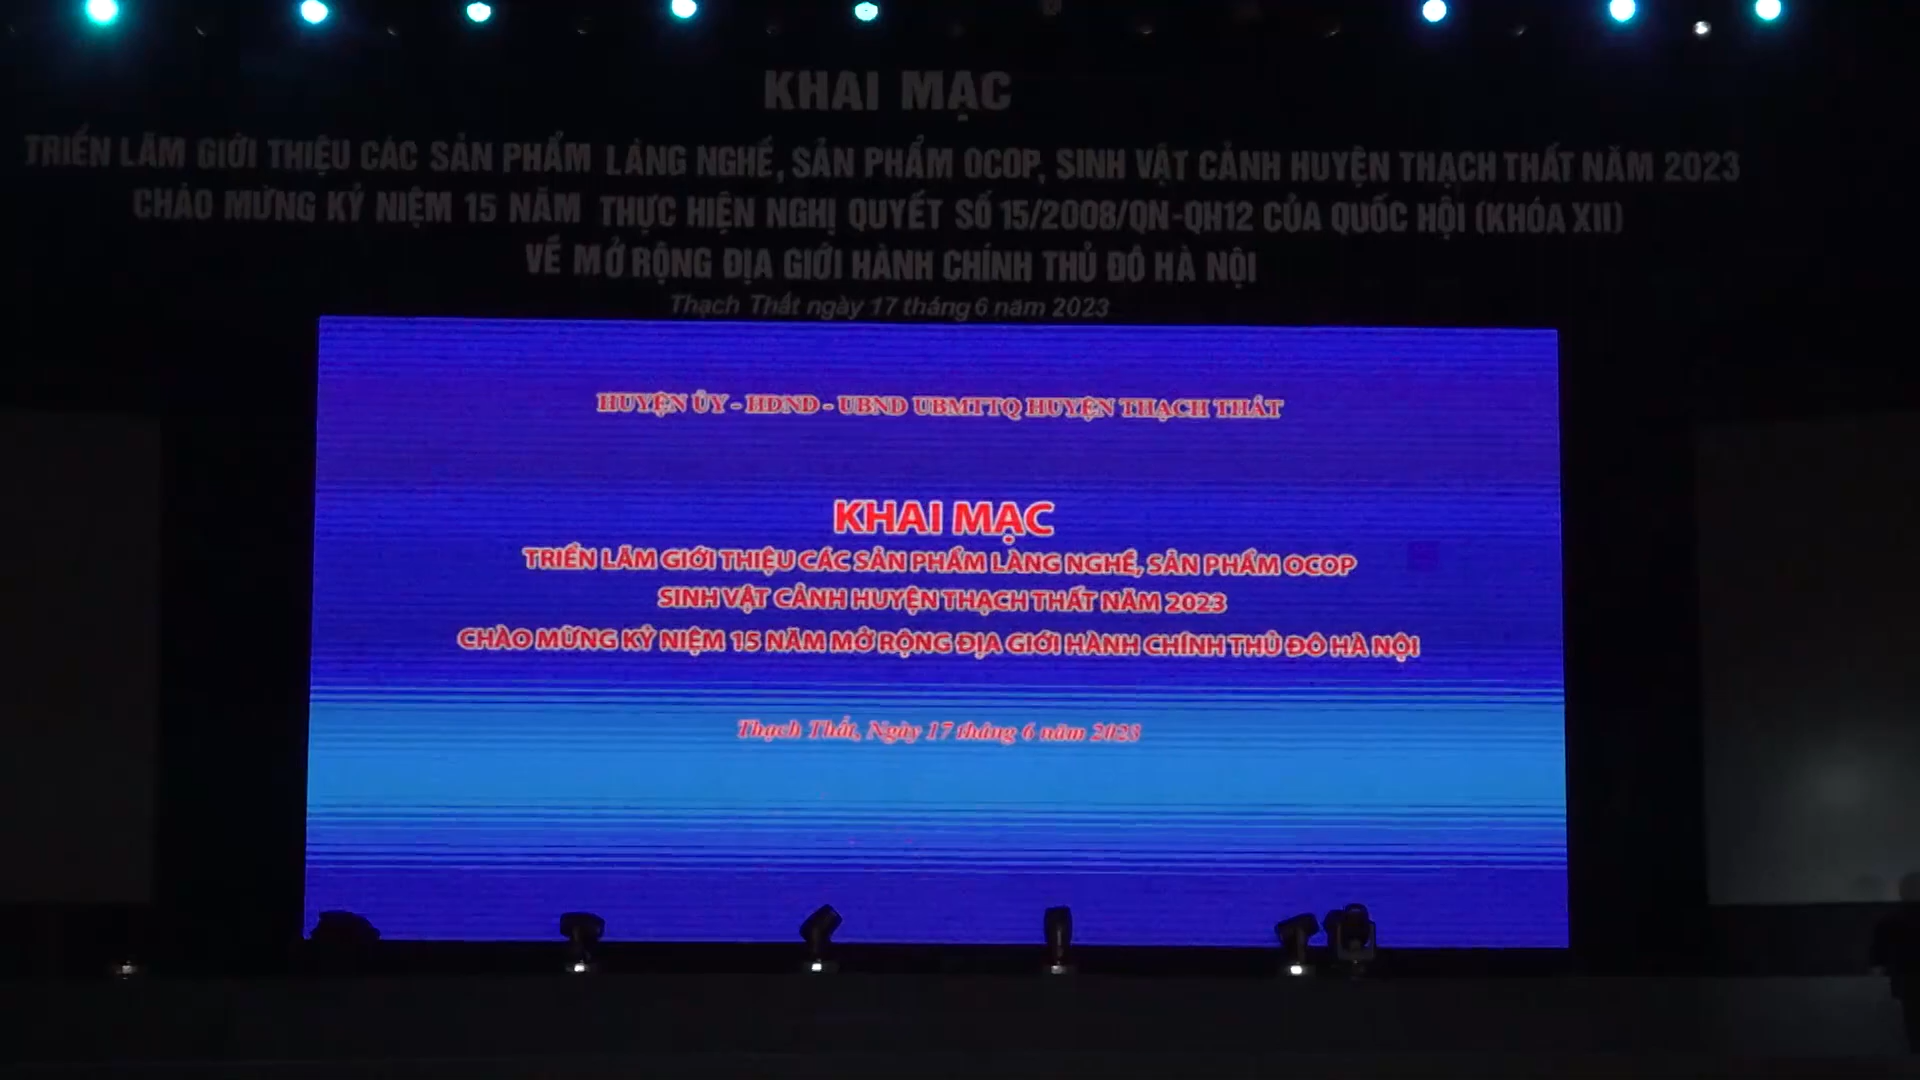 KHAI MẠC
TRIỂN LÃM GIỚI THIỆU CÁC SẢN PHẨM LÀNG NGHỀ, SẢN PHẨM OCOP, SINH VẬT CẢNH HUYỆN THẠCH THẤT NĂM 2023
CHÀO MỪNG KỶ NIỆM 15 NĂM THỰC HIỆN NGHỊ QUYẾT SỐ 15/2008/QN-QH12 CỦA QUỐC HỘI (KHÓA XII)
VỀ MỞ RỘNG ĐỊA GIỚI HÀNH CHÍNH THỦ ĐÔ HÀ NỘI
Thạch Thất ngày 17 tháng 6 năm 2023
HUYỆN ỦY - HDND - UBND UBMTTQ HUYỆN THẠCH THẤT
KHAI MẠC
TRIỂN LÃM GIỚI THIỆU CÁC SẢN PHẨM LÀNG NGHỀ, SẢN PHẨM OCOP
SINH VẬT CẢNH HUYỆN THẠCH THẤT NĂM 2023
CHÀO MỪNG KỶ NIỆM 15 NĂM MỞ RỘNG ĐỊA GIỚI HÀNH CHÍNH THỦ ĐÔ HÀ NỘI
Thạch Thất, Ngày 17 tháng 6 năm 2023